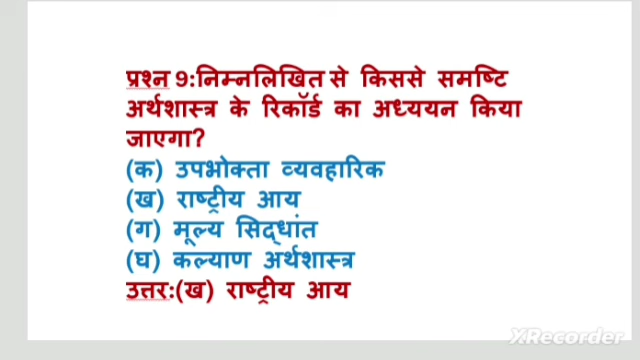 प्रश्न 9:निम्नलिखित से किससे समष्टि
अर्थशास्त्र के रिकॉर्ड का अध्ययन किया
जाएगा?
(क) उपभोक्ता व्यवहारिक
(ख) राष्ट्रीय आय
(ग) मूल्य सिद्धांत
(घ) कल्याण अर्थशास्त्र
उत्तर:(ख) राष्ट्रीय आय
XRecorder